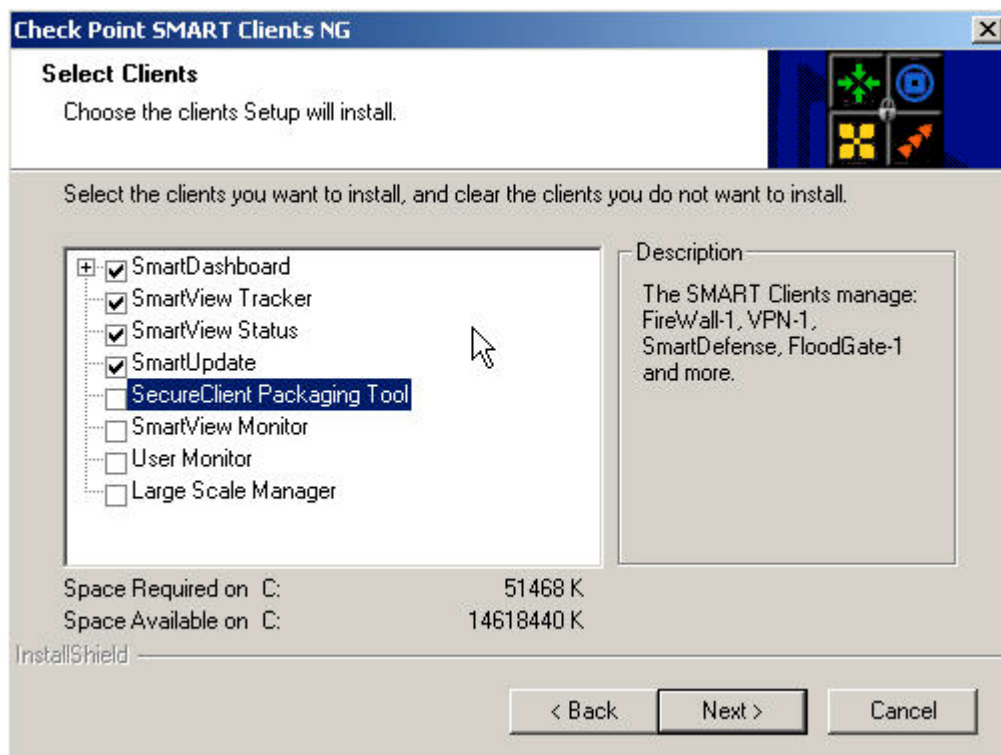 Check Point SMART Clients NG
Select Clients
Choose the clients Setup will install.
Select the clients you want to install, and clear the clients you do not want to install.
SmartDashboard
SmartView Tracker
SmartView Status
SmartUpdate
SecureClient Packaging Tool
SmartView Monitor
User Monitor
Large Scale Manager
Description
The SMART Clients manage:
FireWall-1, VPN-1,
SmartDefense, FloodGate-1
and more.
Space Required on C: 51468 K
Space Available on C: 14618440 K
InstallShield
< Back Next > Cancel